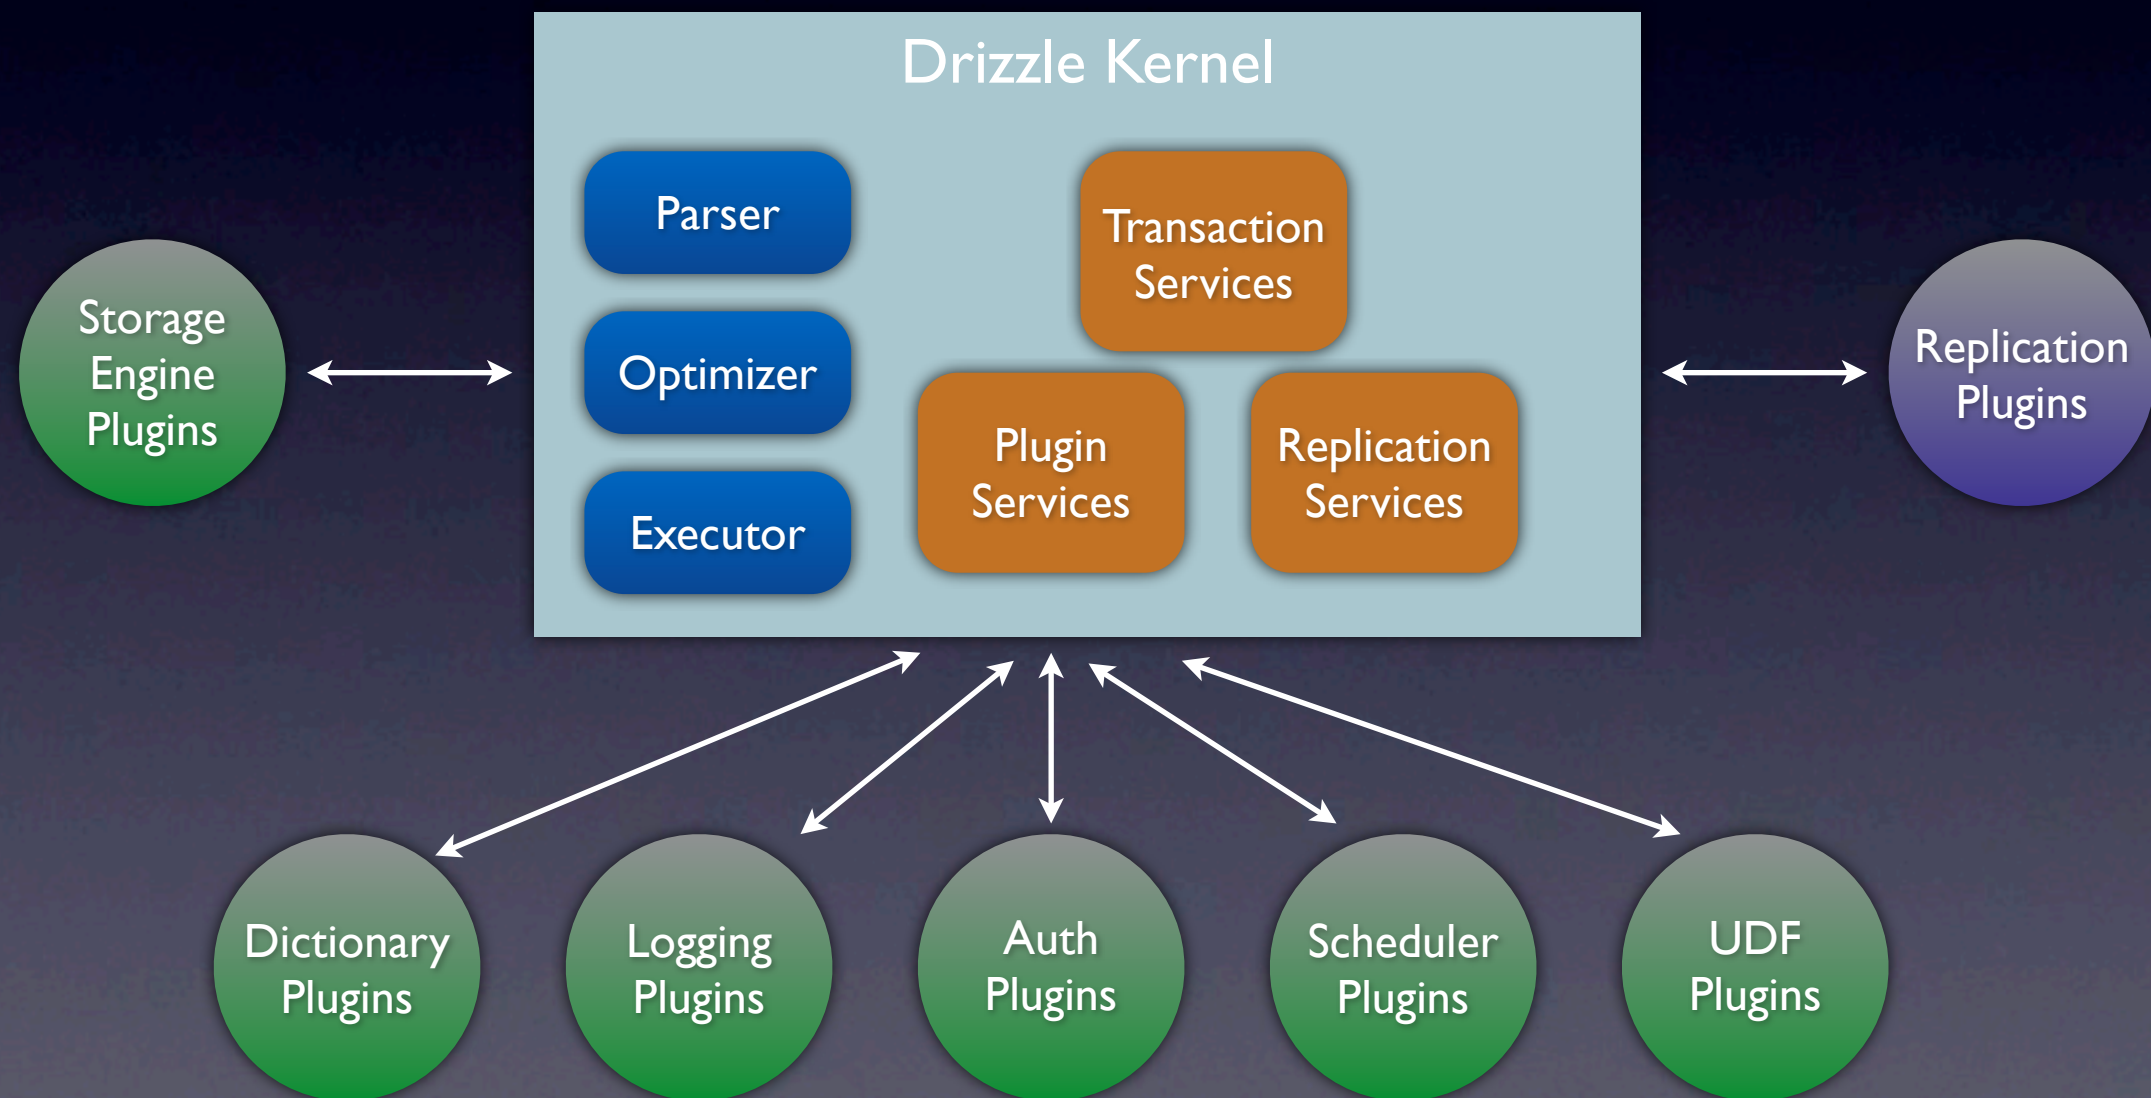 Drizzle Kernel
Parser
Optimizer
Executor
Transaction
Services
Plugin
Services
Replication
Services
Storage
Engine
Plugins
Replication
Plugins
Dictionary
Plugins
Logging
Plugins
Auth
Plugins
Scheduler
Plugins
UDF
Plugins